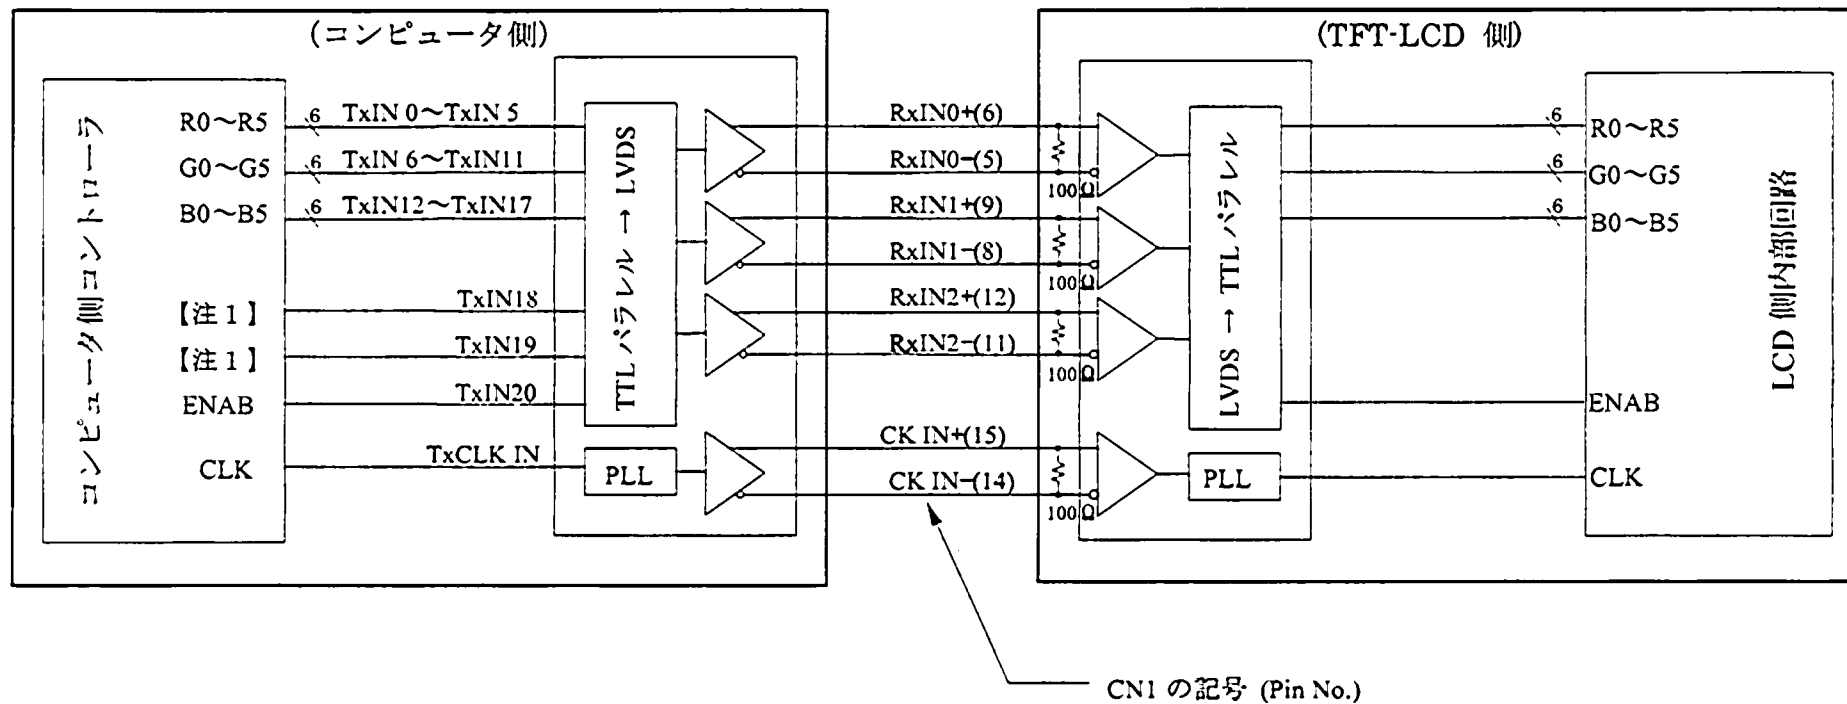 (コンピュータ側)
コンピュータ側コントローラ
R0～R5
6
TxIN 0～TxIN 5
G0～G5
6
TxIN 6～TxIN11
B0～B5
6
TxIN12～TxIN17
【注１】
TxIN18
【注１】
TxIN19
ENAB
TxIN20
CLK
TxCLK IN
TTL パラレル → LVDS
PLL
RxIN0+(6)
RxIN0−(5)
RxIN1+(9)
RxIN1−(8)
RxIN2+(12)
RxIN2−(11)
CK IN+(15)
CK IN−(14)
CN1 の記号 (Pin No.)
(TFT-LCD 側)
100Ω
100Ω
100Ω
100Ω
LVDS → TTL パラレル
PLL
6
R0～R5
6
G0～G5
6
B0～B5
ENAB
CLK
LCD 側内部回路